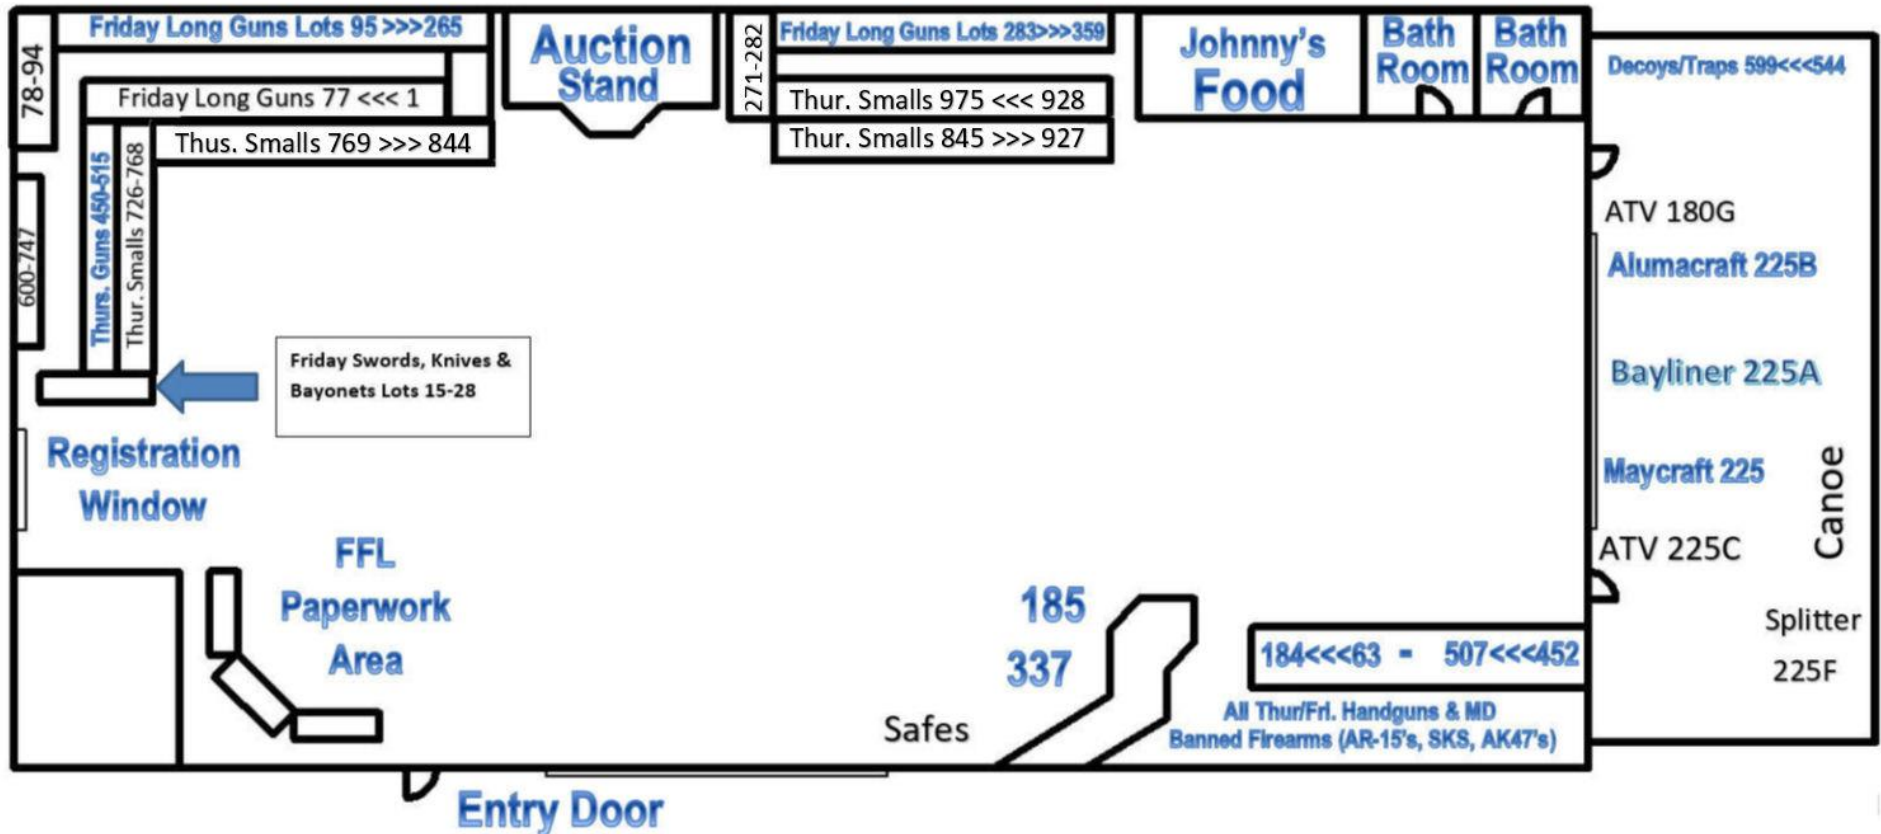 78-94
Friday Long Guns Lots 95 >>>265
Auction
Stand
271-282
Friday Long Guns Lots 283>>>359
Johnny's
Food
Bath
Room
Bath
Room
Decoys/Traps 599<<<544
Friday Long Guns 77 <<< 1
Thur. Smalls 975 <<< 928
Thus. Smalls 769 >>> 844
Thur. Smalls 845 >>> 927
600-747
Thurs. Guns 450-515
Thur. Smalls 726-768
ATV 180G
Alumacraft 225B
Friday Swords, Knives &
Bayonets Lots 15-28
Bayliner 225A
Registration
Window
Maycraft 225
Canoe
ATV 225C
FFL
Paperwork
Area
185
337
Splitter
225F
184<<<63 - 507<<<452
Safes
All Thur/Fri. Handguns & MD
Banned Firearms (AR-15's, SKS, AK47's)
Entry Door